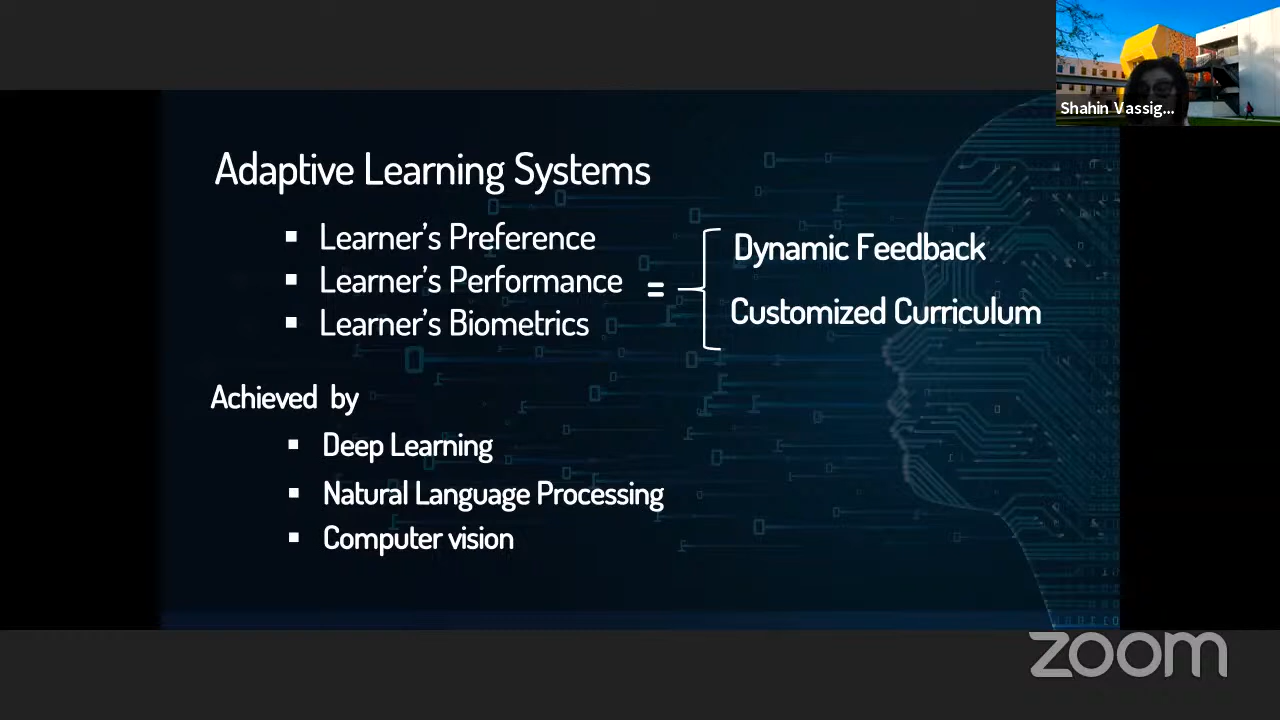 Shahin Vassig...
Adaptive Learning Systems
▪ Learner's Preference
▪ Learner's Performance
▪ Learner's Biometrics
=
Dynamic Feedback
Customized Curriculum
Achieved by
▪ Deep Learning
▪ Natural Language Processing
▪ Computer vision
zoom